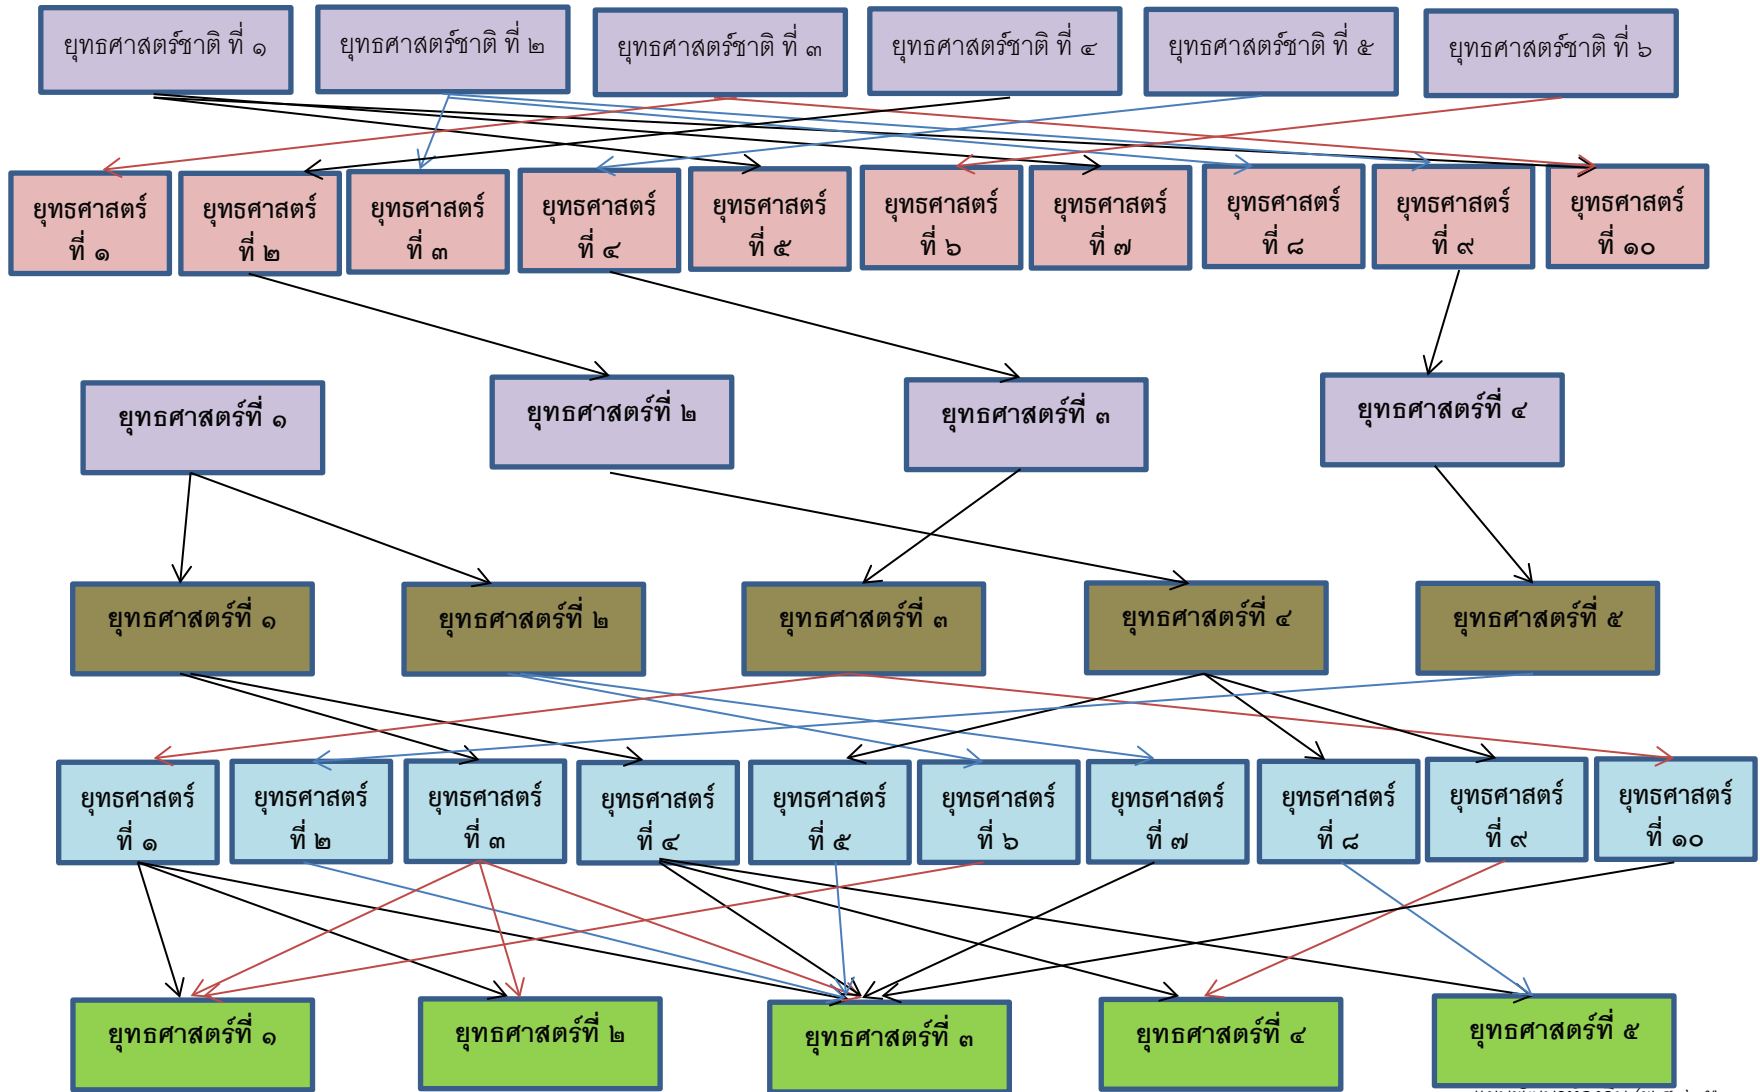 ยุทธศาสตร์ชาติ ที่ ๑
ยุทธศาสตร์ชาติ ที่ ๒
ยุทธศาสตร์ชาติ ที่ ๓
ยุทธศาสตร์ชาติ ที่ ๔
ยุทธศาสตร์ชาติ ที่ ๕
ยุทธศาสตร์ชาติ ที่ ๖
ยุทธศาสตร์
ที่ ๑
ยุทธศาสตร์
ที่ ๒
ยุทธศาสตร์
ที่ ๓
ยุทธศาสตร์
ที่ ๔
ยุทธศาสตร์
ที่ ๕
ยุทธศาสตร์
ที่ ๖
ยุทธศาสตร์
ที่ ๗
ยุทธศาสตร์
ที่ ๘
ยุทธศาสตร์
ที่ ๙
ยุทธศาสตร์
ที่ ๑๐
ยุทธศาสตร์ที่ ๑
ยุทธศาสตร์ที่ ๒
ยุทธศาสตร์ที่ ๓
ยุทธศาสตร์ที่ ๔
ยุทธศาสตร์ที่ ๑
ยุทธศาสตร์ที่ ๒
ยุทธศาสตร์ที่ ๓
ยุทธศาสตร์ที่ ๔
ยุทธศาสตร์ที่ ๕
ยุทธศาสตร์
ที่ ๑
ยุทธศาสตร์
ที่ ๒
ยุทธศาสตร์
ที่ ๓
ยุทธศาสตร์
ที่ ๔
ยุทธศาสตร์
ที่ ๕
ยุทธศาสตร์
ที่ ๖
ยุทธศาสตร์
ที่ ๗
ยุทธศาสตร์
ที่ ๘
ยุทธศาสตร์
ที่ ๙
ยุทธศาสตร์
ที่ ๑๐
ยุทธศาสตร์ที่ ๑
ยุทธศาสตร์ที่ ๒
ยุทธศาสตร์ที่ ๓
ยุทธศาสตร์ที่ ๔
ยุทธศาสตร์ที่ ๕